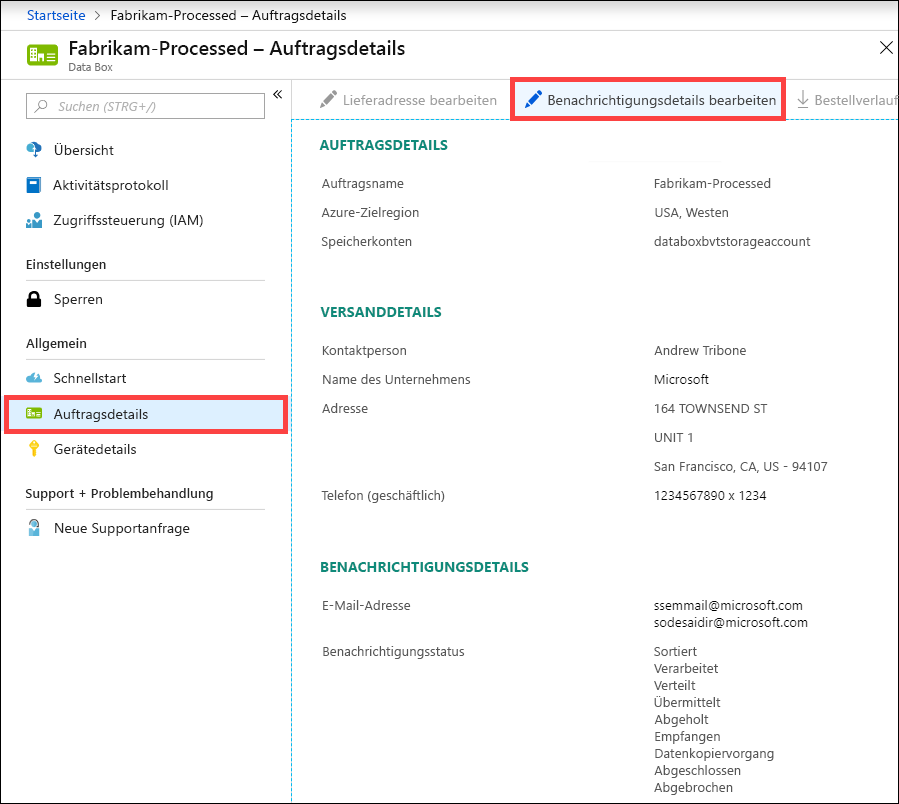 Startseite > Fabrikam-Processed – Auftragsdetails
Fabrikam-Processed – Auftragsdetails
Data Box
Suchen (STRG+/)
Übersicht
Aktivitätsprotokoll
Zugriffssteuerung (IAM)
Einstellungen
Sperren
Allgemein
Schnellstart
Auftragsdetails
Gerätedetails
Support + Problembehandlung
Neue Supportanfrage
Lieferadresse bearbeiten
Benachrichtigungsdetails bearbeiten
Bestellverlauf
AUFTRAGSDETAILS
Auftragsname Fabrikam-Processed
Azure-Zielregion USA, Westen
Speicherkonten databoxbvtstorageaccount
VERSANDDETAILS
Kontaktperson Andrew Tribone
Name des Unternehmens Microsoft
Adresse 164 TOWNSEND ST
UNIT 1
San Francisco, CA, US - 94107
Telefon (geschäftlich) 1234567890 x 1234
BENACHRICHTIGUNGSDETAILS
E-Mail-Adresse ssemmail@microsoft.com
sodesaidir@microsoft.com
Benachrichtigungsstatus Sortiert
Verarbeitet
Verteilt
Übermittelt
Abgeholt
Empfangen
Datenkopiervorgang
Abgeschlossen
Abgebrochen